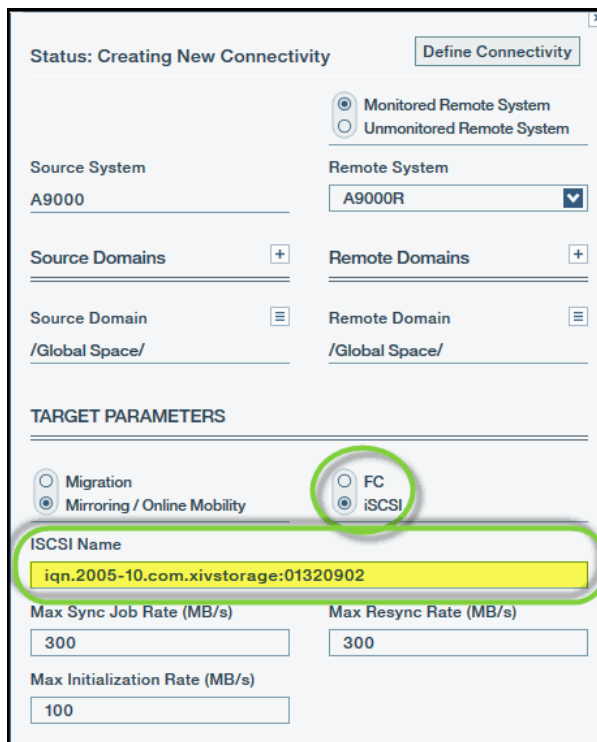 Status: Creating New Connectivity
Define Connectivity
Monitored Remote System
Unmonitored Remote System
Source System
Remote System
A9000
A9000R
Source Domains
Remote Domains
Source Domain
Remote Domain
/Global Space/
/Global Space/
TARGET PARAMETERS
Migration
FC
Mirroring / Online Mobility
iSCSI
ISCSI Name
iqn.2005-10.com.xivstorage:01320902
Max Sync Job Rate (MB/s)
Max Resync Rate (MB/s)
300
300
Max Initialization Rate (MB/s)
100